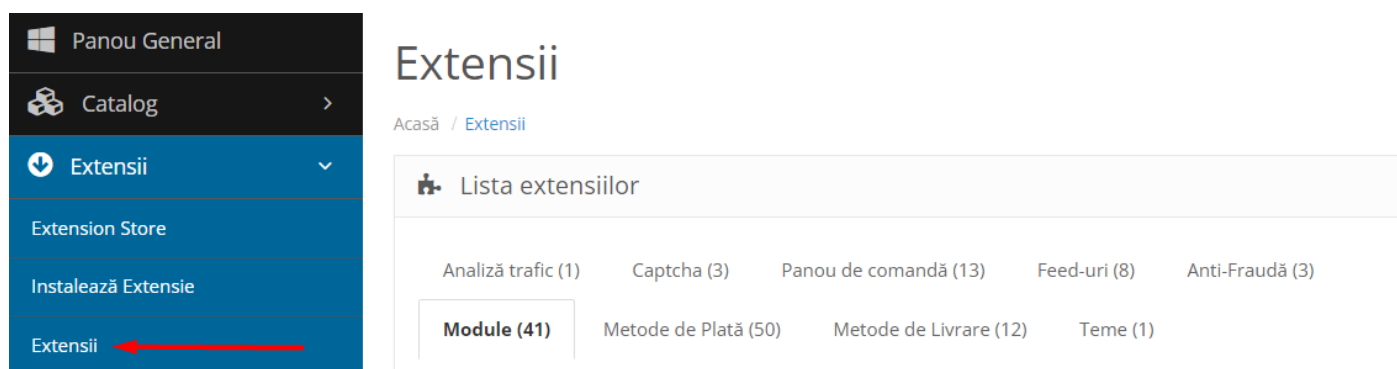 Panou General
Catalog
Extensii
Extension Store
Instalează Extensie
Extensii
Extensii
Acasă / Extensii
Lista extensiilor
Analiză trafic (1) Captcha (3) Panou de comandă (13) Feed-uri (8) Anti-Fraudă (3)
Module (41) Metode de Plată (50) Metode de Livrare (12) Teme (1)